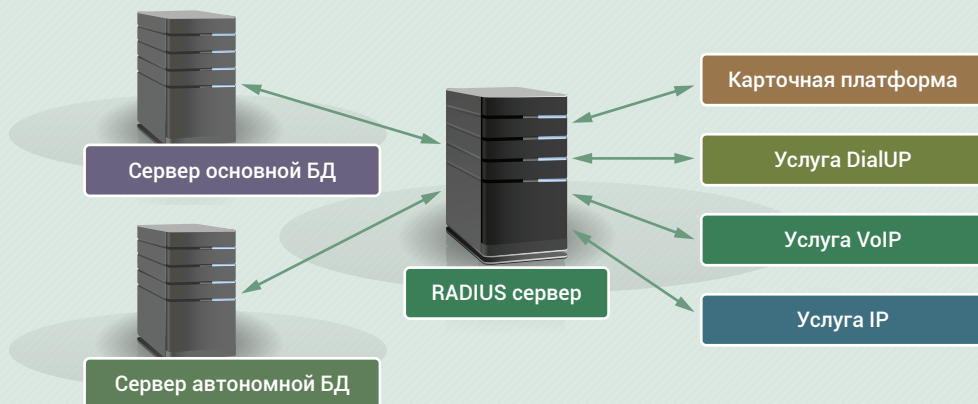 Сервер основной БД
Сервер автономной БД
RADIUS сервер
Карточная платформа
Услуга DialUP
Услуга VoIP
Услуга IP